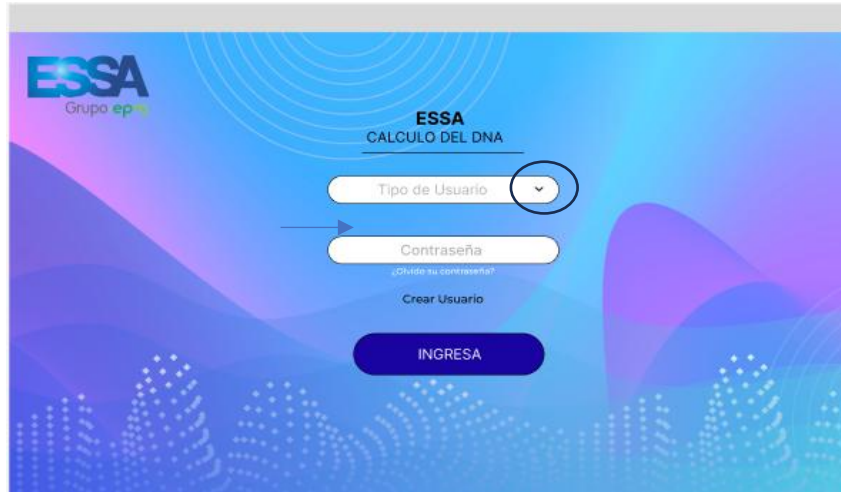 ESSA
Grupo epm
ESSA
CALCULO DEL DNA
Tipo de Usuario
Contraseña
¿Olvido su contraseña?
Crear Usuario
INGRESA